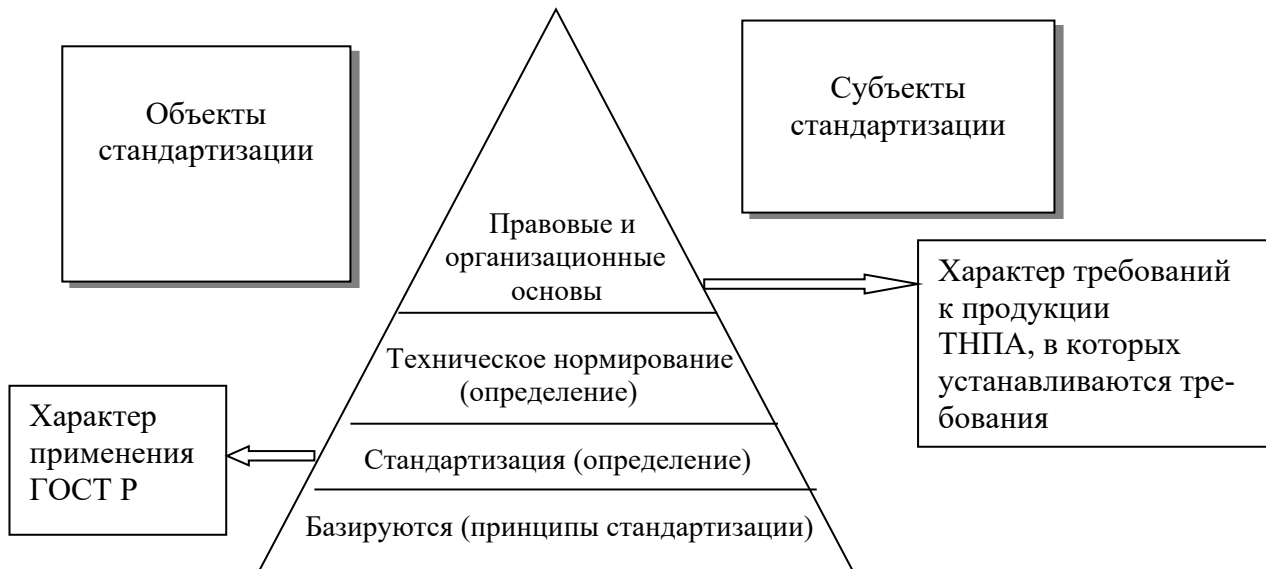 Объекты
стандартизации
Субъекты
стандартизации
Правовые и
организационные
основы
Характер требований
к продукции
ТНПА, в которых
устанавливаются тре-
бования
Техническое нормирование
(определение)
Характер
применения
ГОСТ Р
Стандартизация (определение)
Базируются (принципы стандартизации)